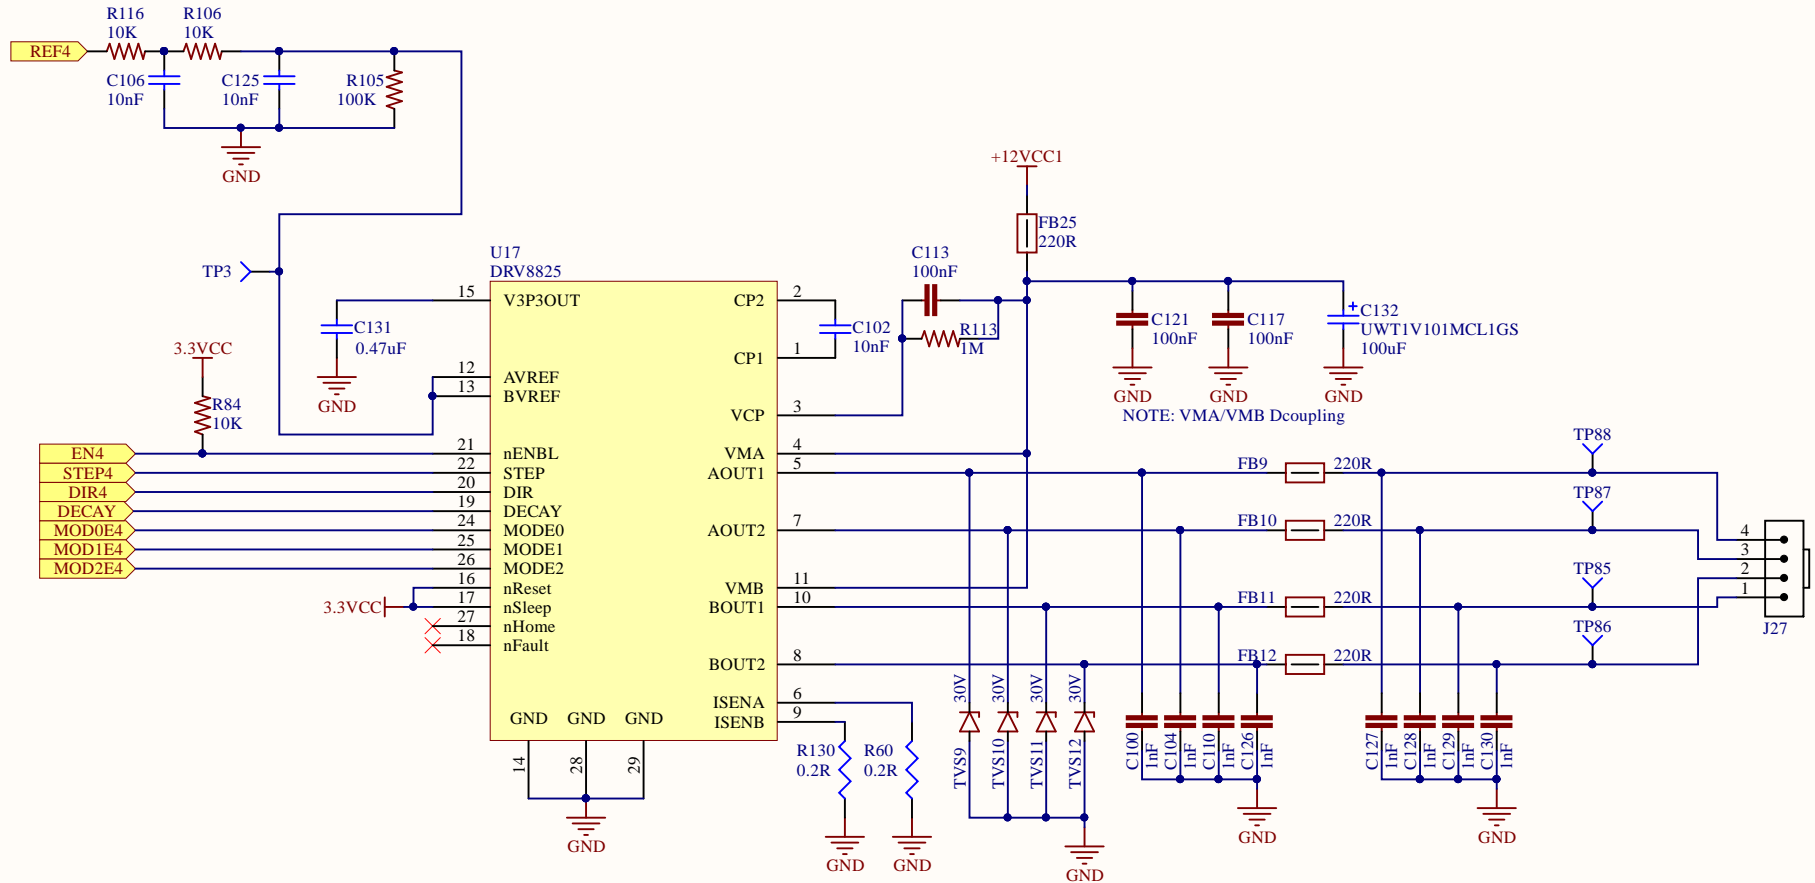 R116
10K
R106
10K
REF4
C106
10nF
C125
10nF
R105
100K
GND
+12VCC1
FB25
220R
TP3
U17
DRV8825
C113
100nF
R113
1M
C131
0.47uF
GND
3.3VCC
R84
10K
C102
10nF
C121
100nF
C117
100nF
+
C132
UWT1V101MCL1GS
100uF
GND
GND
GND
NOTE: VMA/VMB Dcoupling
15 V3P3OUT
12 AVREF
13 BVREF
EN4 21 nENBL
STEP4 22 STEP
DIR4 20 DIR
DECAY 19 DECAY
MOD0E4 24 MODE0
MOD1E4 25 MODE1
MOD2E4 26 MODE2
16 nReset
3.3VCC 17 nSleep
27 nHome
18 nFault
CP2 2
CP1 1
VCP 3
VMA 4
AOUT1 5
AOUT2 7
VMB 11
BOUT1 10
BOUT2 8
ISENA 6
ISENB 9
GND GND GND
14 28 29
GND
FB9 220R
FB10 220R
FB11 220R
FB12 220R
TP88
TP87
TP85
TP86
4
3
2
1
J27
R130
0.2R
R60
0.2R
GND
GND
30V
TVS9
30V
TVS10
30V
TVS11
30V
TVS12
GND
C100
1nF
C104
1nF
C110
1nF
C126
1nF
GND
C127
1nF
C128
1nF
C129
1nF
C130
1nF
GND